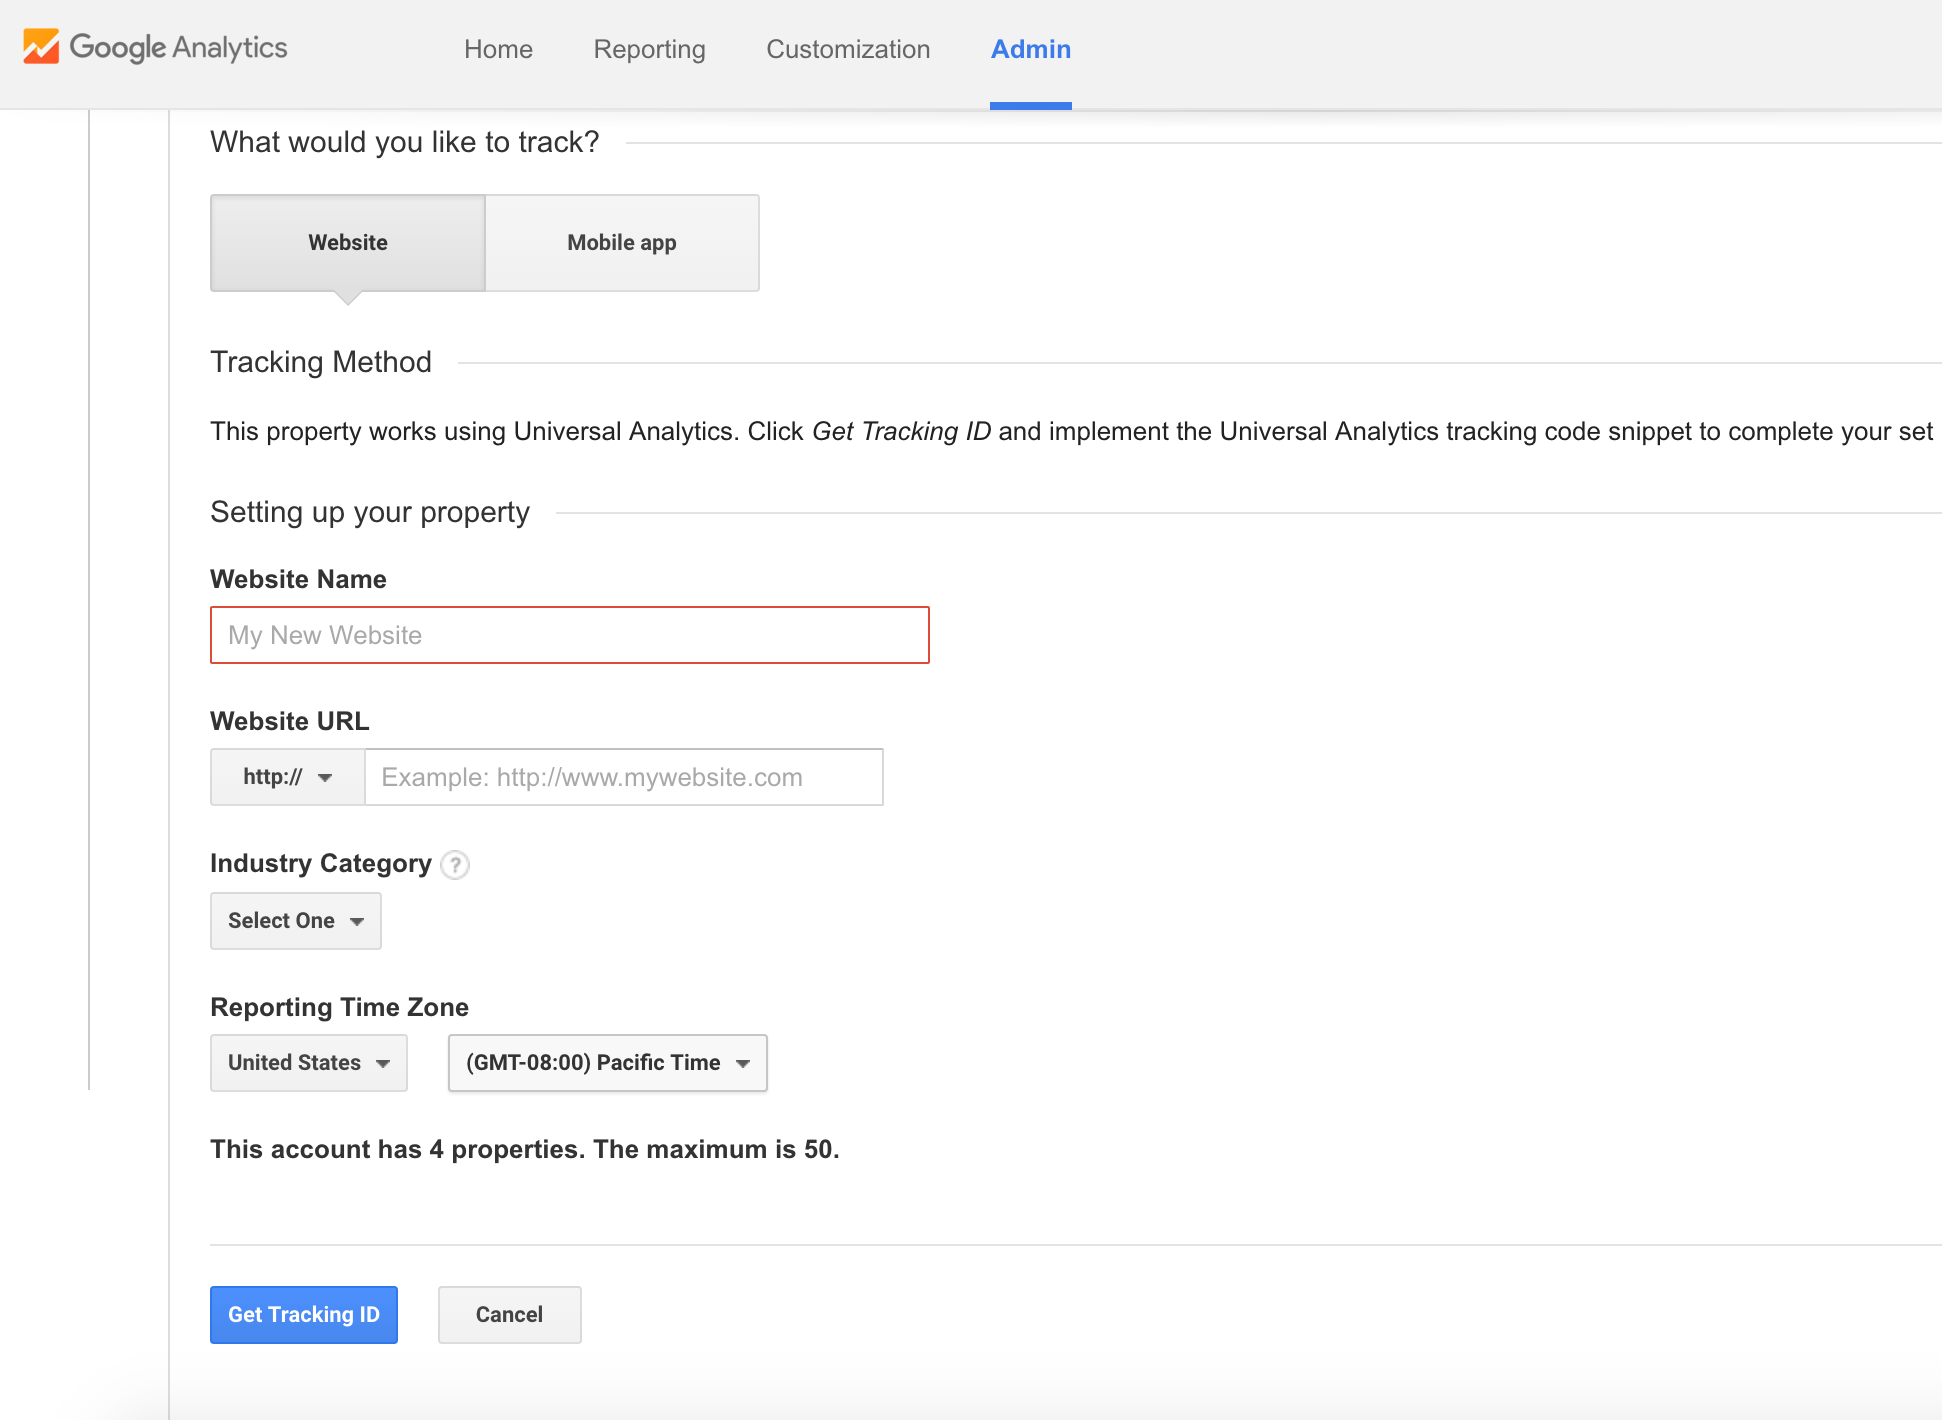 Google Analytics
Home Reporting Customization Admin
What would you like to track?
Website Mobile app
Tracking Method
This property works using Universal Analytics. Click Get Tracking ID and implement the Universal Analytics tracking code snippet to complete your set
Setting up your property
Website Name
My New Website
Website URL
http:// Example: http://www.mywebsite.com
Industry Category ?
Select One
Reporting Time Zone
United States (GMT-08:00) Pacific Time
This account has 4 properties. The maximum is 50.
Get Tracking ID Cancel